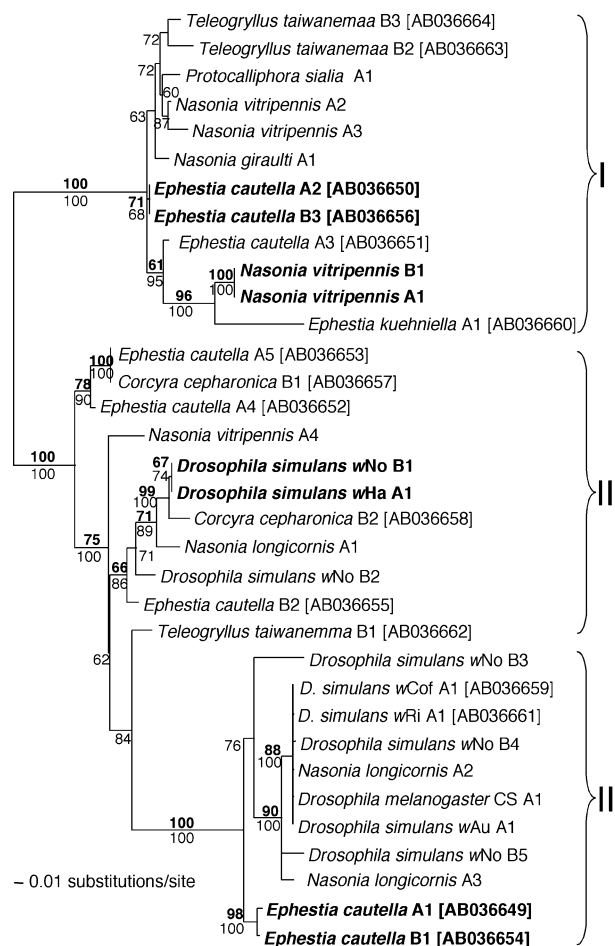 Teleogryllus taiwanemaa B3 [AB036664]
72
Teleogryllus taiwanemaa B2 [AB036663]
72
Protocalliphora sialia A1
60
Nasonia vitripennis A2
63
87
Nasonia vitripennis A3
Nasonia giraulti A1
I
100
100
Ephestia cautella A2 [AB036650]
71
68
Ephestia cautella B3 [AB036656]
Ephestia cautella A3 [AB036651]
61
95
100
100
Nasonia vitripennis B1
96
100
Nasonia vitripennis A1
Ephestia kuehniella A1 [AB036660]
Ephestia cautella A5 [AB036653]
100
100
Corcyra cepharonica B1 [AB036657]
78
90
Ephestia cautella A4 [AB036652]
Nasonia vitripennis A4
100
100
67
74
Drosophila simulans wNo B1
99
100
Drosophila simulans wHa A1
II
Corcyra cepharonica B2 [AB036658]
71
89
Nasonia longicornis A1
75
100
71
66
86
Drosophila simulans wNo B2
Ephestia cautella B2 [AB036655]
Teleogryllus taiwanemma B1 [AB036662]
62
Drosophila simulans wNo B3
D. simulans wCof A1 [AB036659]
D. simulans wRi A1 [AB036661]
84
76
88
100
Drosophila simulans wNo B4
Nasonia longicornis A2
Drosophila melanogaster CS A1
II
90
100
100
100
Drosophila simulans wAu A1
Drosophila simulans wNo B5
Nasonia longicornis A3
– 0.01 substitutions/site
98
100
Ephestia cautella A1 [AB036649]
Ephestia cautella B1 [AB036654]